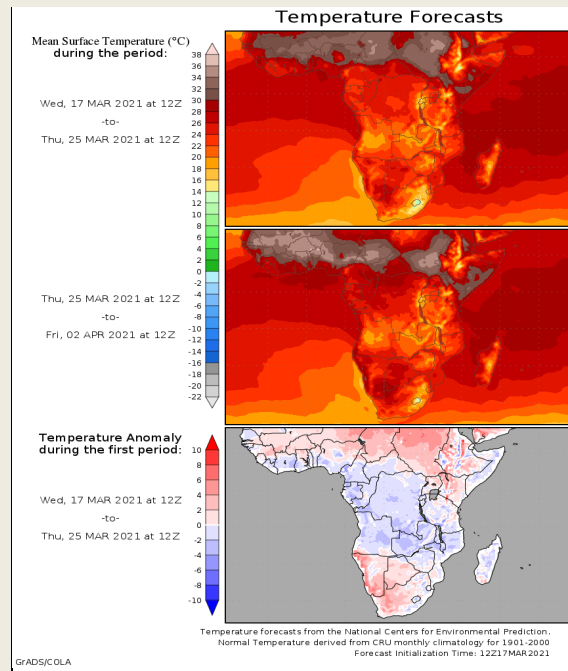 Temperature Forecasts
Mean Surface Temperature (°C)
during the period:
Wed, 17 MAR 2021 at 12Z
-to-
Thu, 25 MAR 2021 at 12Z
38
36
34
32
30
28
26
24
22
20
18
16
14
12
10
8
6
4
2
0
-2
-4
-6
-8
-10
-12
-14
-16
-18
-20
-22
Thu, 25 MAR 2021 at 12Z
-to-
Fri, 02 APR 2021 at 12Z
Temperature Anomaly
during the first period:
Wed, 17 MAR 2021 at 12Z
-to-
Thu, 25 MAR 2021 at 12Z
10
8
6
4
2
0
-2
-4
-6
-8
-10
Temperature forecasts from the National Centers for Environmental Prediction.
Normal Temperature derived from CRU monthly climatology for 1901-2000
Forecast Initialization Time: 12Z17MAR2021
GrADS/COLA